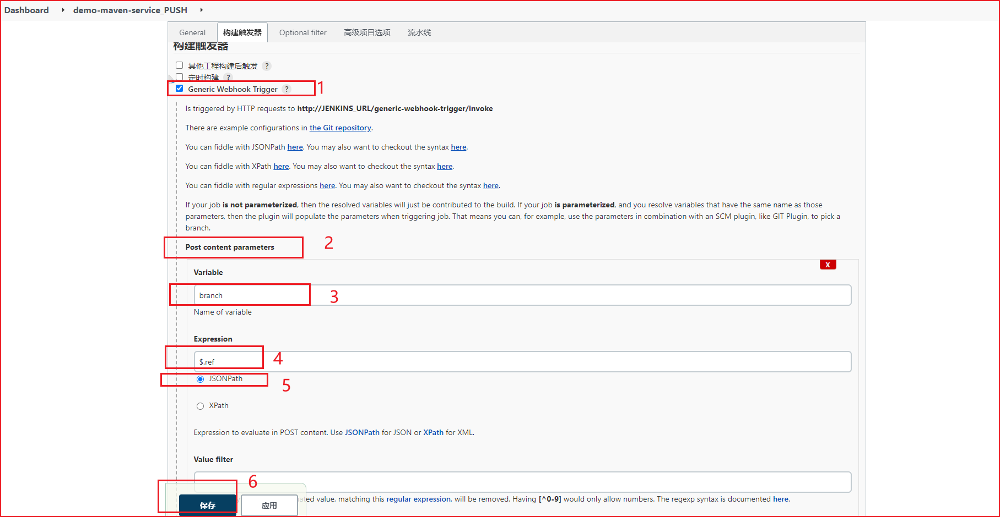 Dashboard ▸ demo-maven-service_PUSH ▸
General 构建触发器 Optional filter 高级项目选项 流水线
构建触发器
其他工程构建后触发 ?
定时构建 ?
Generic Webhook Trigger ? 1
Is triggered by HTTP requests to http://JENKINS_URL/generic-webhook-trigger/invoke
There are example configurations in the Git repository.
You can fiddle with JSONPath here. You may also want to checkout the syntax here.
You can fiddle with XPath here. You may also want to checkout the syntax here.
You can fiddle with regular expressions here. You may also want to checkout the syntax here.
If your job is not parameterized, then the resolved variables will just be contributed to the build. If your job is parameterized, and you resolve variables that have the same name as those
parameters, then the plugin will populate the parameters when triggering job. That means you can, for example, use the parameters in combination with an SCM plugin, like GIT Plugin, to pick a
branch.
Post content parameters 2
X
Variable
branch 3
Name of variable
Expression
$.ref 4
JSONPath 5
XPath
Expression to evaluate in POST content. Use JSONPath for JSON or XPath for XML.
Value filter
6
保存 应用 ated value, matching this regular expression, will be removed. Having [^0-9] would only allow numbers. The regexp syntax is documented here.